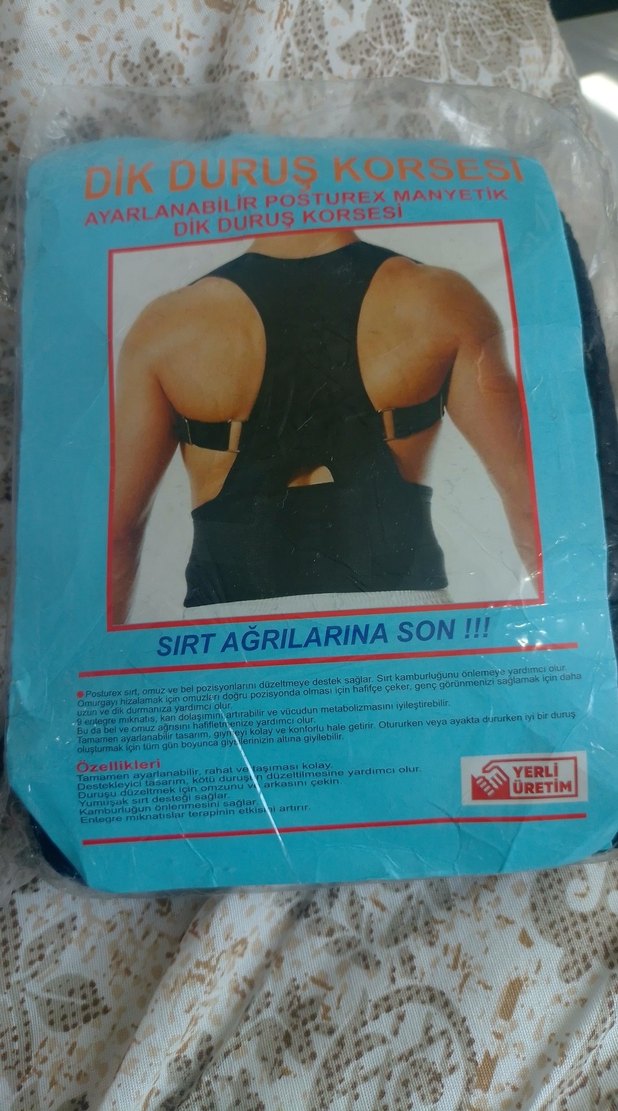 DİK DURUŞ KORSESİ
AYARLANABİLİR POSTUREX MANYETİK
DİK DURUŞ KORSESİ
SIRT AĞRILARINA SON !!!
Posturex sırt, omuz ve bel pozisyonlarını düzeltmeye destek sağlar. Sırt kamburluğunu önlemeye yardımcı olur.
Omurgayı hizalamak için omuzları doğru pozisyonda olması için hafifçe çeker, genç görünmenizi sağlamak için daha
uzun ve dik durmanıza yardımcı olur.
9 entegre mıknatıs, kan dolaşımını artırabilir ve vücudun metabolizmasını iyileştirebilir.
Bu da bel ve omuz ağrısını hafifletmenize yardımcı olur.
Tamamen ayarlanabilir tasarım, giymeyi kolay ve konforlu hale getirir. Otururken veya ayakta dururken iyi bir duruş
oluşturmak için tüm gün boyunca giysilerinizin altına giyilebilir.
Özellikleri
Tamamen ayarlanabilir, rahat ve taşıması kolay.
Destekleyici tasarım, kötü duruşun düzeltilmesine yardımcı olur.
Duruşu düzeltmek için omzunu ve arkasını çekin.
Yumuşak sırt desteği sağlar.
Kamburluğun önlenmesini sağlar.
Entegre mıknatıslar terapinin etkisini artırır.
YERLİ
ÜRETİM